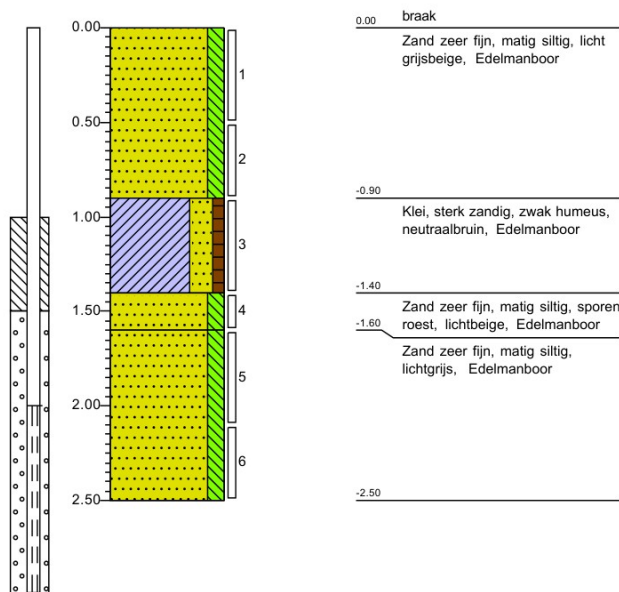 0.00
0.50
1.00
1.50
2.00
2.50
1
2
3
4
5
6
0.00
braak
Zand zeer fijn, matig siltig, licht
grijsbeige, Edelmanboor
-0.90
Klei, sterk zandig, zwak humeus,
neutraalbruin, Edelmanboor
-1.40
Zand zeer fijn, matig siltig, sporen
roest, lichtbeige, Edelmanboor
-1.60
Zand zeer fijn, matig siltig,
lichtgrijs, Edelmanboor
-2.50